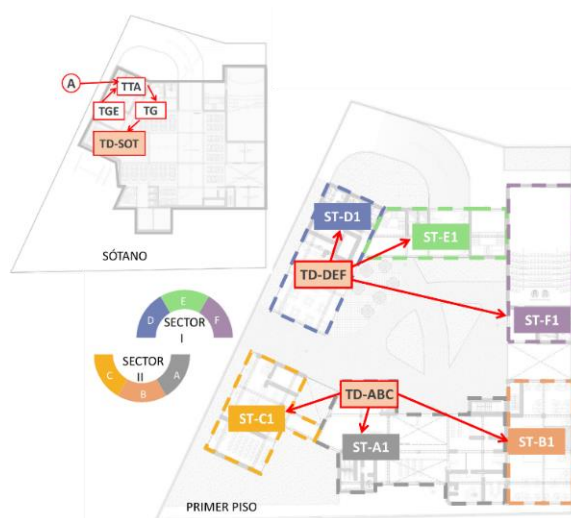 A
TTA
TGE
TG
TD-SOT
SÓTANO
ST-D1
ST-E1
TD-DEF
ST-F1
E
D
F
SECTOR
I
SECTOR
II
C
A
B
TD-ABC
ST-C1
ST-A1
ST-B1
PRIMER PISO